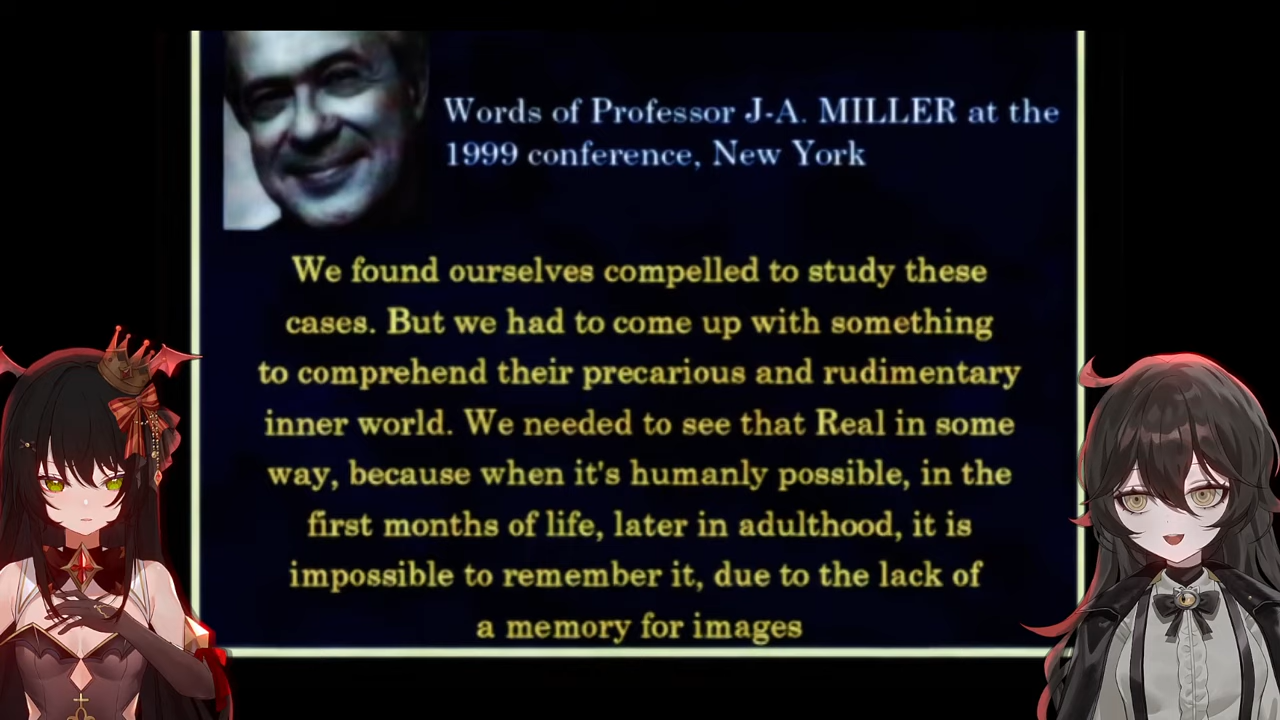 Words of Professor J-A. MILLER at the
1999 conference, New York
We found ourselves compelled to study these
cases. But we had to come up with something
to comprehend their precarious and rudimentary
inner world. We needed to see that Real in some
way, because when it's humanly possible, in the
first months of life, later in adulthood, it is
impossible to remember it, due to the lack of
a memory for images